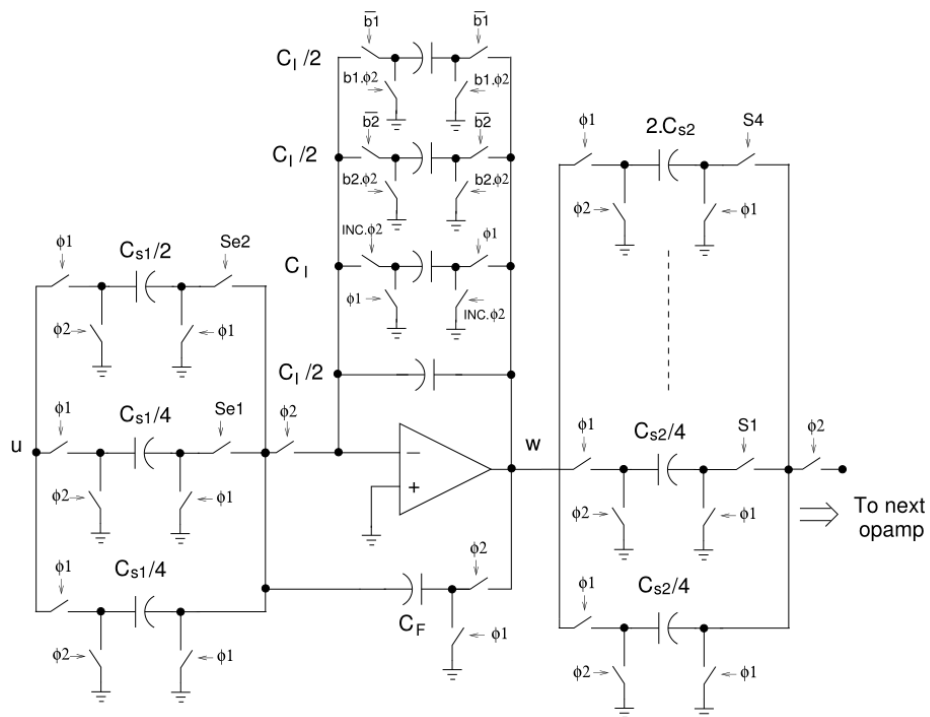 b̅1̅ b̅1̅
C_I /2
b1.ϕ2 b1.ϕ2
b̅2̅ b̅2̅
C_I /2
b2.ϕ2 b2.ϕ2
INC.ϕ2 ϕ1
C_I
ϕ1 INC.ϕ2
C_I /2
ϕ1 C_s1/2 Se2
ϕ2 ϕ1
ϕ1 C_s1/4 Se1 ϕ2
u
ϕ2 ϕ1
ϕ1 C_s1/4
ϕ2 ϕ1
−
+
w
ϕ2
C_F ϕ1
ϕ1 2.C_s2 S4
ϕ2 ϕ1
ϕ1 C_s2/4 S1 ϕ2
ϕ2 ϕ1
To next
opamp
ϕ1 C_s2/4
ϕ2 ϕ1